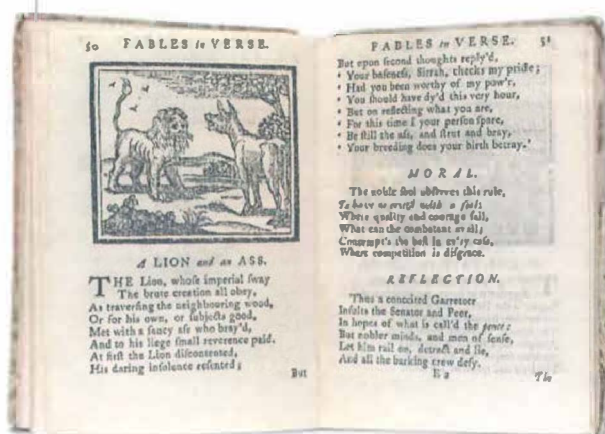 50 FABLES in VERSE.
A LION and an ASS.
THE Lion, whoſe imperial ſway
The brute creation all obey,
As traverſing the neighbouring wood,
Or for his own, or ſubjects good,
Met with a ſaucy aſs who bray'd,
And to his liege ſmall reverence paid.
At firſt the Lion diſcontented,
His daring inſolence reſented;
But
FABLES in VERSE. 51
But upon ſecond thoughts reply'd,
‘ Your baſeneſs, Sirrah, checks my pride;
‘ Had you been worthy of my pow'r,
‘ You ſhould have dy'd this very hour,
‘ But on reflecting what you are,
‘ For this time I your perſon ſpare,
‘ Be ſtill the aſs, and ſtrut and bray,
‘ Your breeding does your birth betray.’
MORAL.
The noble ſoul obſerves this rule,
To have no conteſt with a fool;
Where quality and courage fail,
What can the combatant avail;
Contempt's the beſt in ev'ry caſe,
Where competition is diſgrace.
REFLECTION.
Thus a conceited Garretteer
Inſults the Senator and Peer,
In hopes of what is call'd the pence:
But nobler minds, and men of ſenſe,
Let him rail on, detract and lie,
And all the barking crew defy.
E 2
The